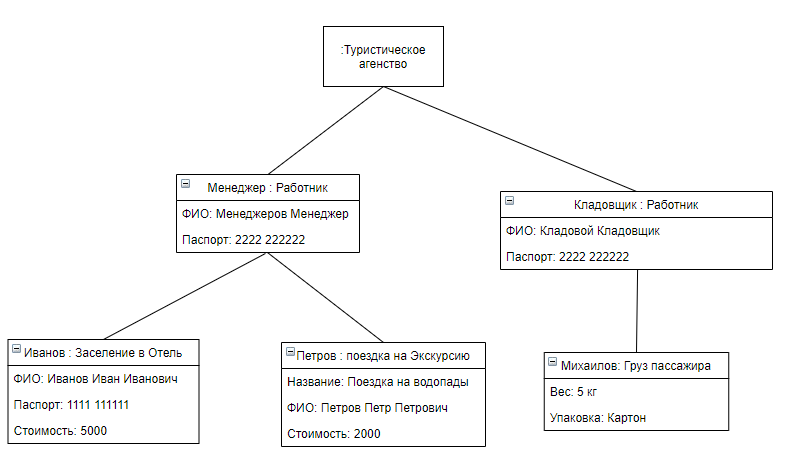 :Туристическое
агенство
Менеджер : Работник
ФИО: Менеджеров Менеджер
Паспорт: 2222 222222
Кладовщик : Работник
ФИО: Кладовой Кладовщик
Паспорт: 2222 222222
Иванов : Заселение в Отель
ФИО: Иванов Иван Иванович
Паспорт: 1111 111111
Стоимость: 5000
Петров : поездка на Экскурсию
Название: Поездка на водопады
ФИО: Петров Петр Петрович
Стоимость: 2000
Михаилов: Груз пассажира
Вес: 5 кг
Упаковка: Картон